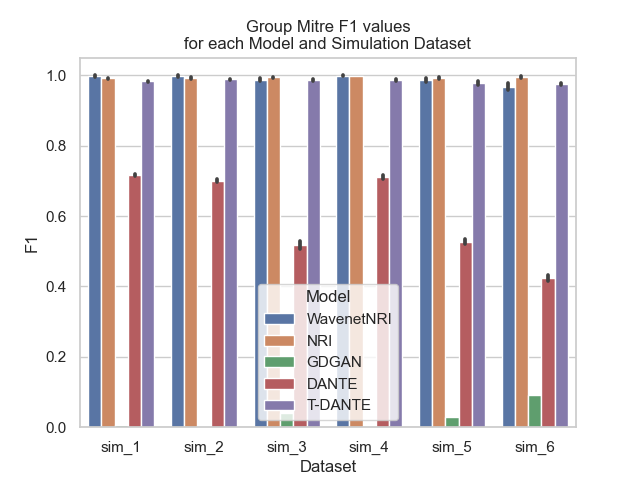 Group Mitre F1 values
for each Model and Simulation Dataset
F1
1.0
0.8
0.6
0.4
0.2
0.0
Model
WavenetNRI
NRI
GDGAN
DANTE
T-DANTE
sim_1 sim_2 sim_3 sim_4 sim_5 sim_6
Dataset